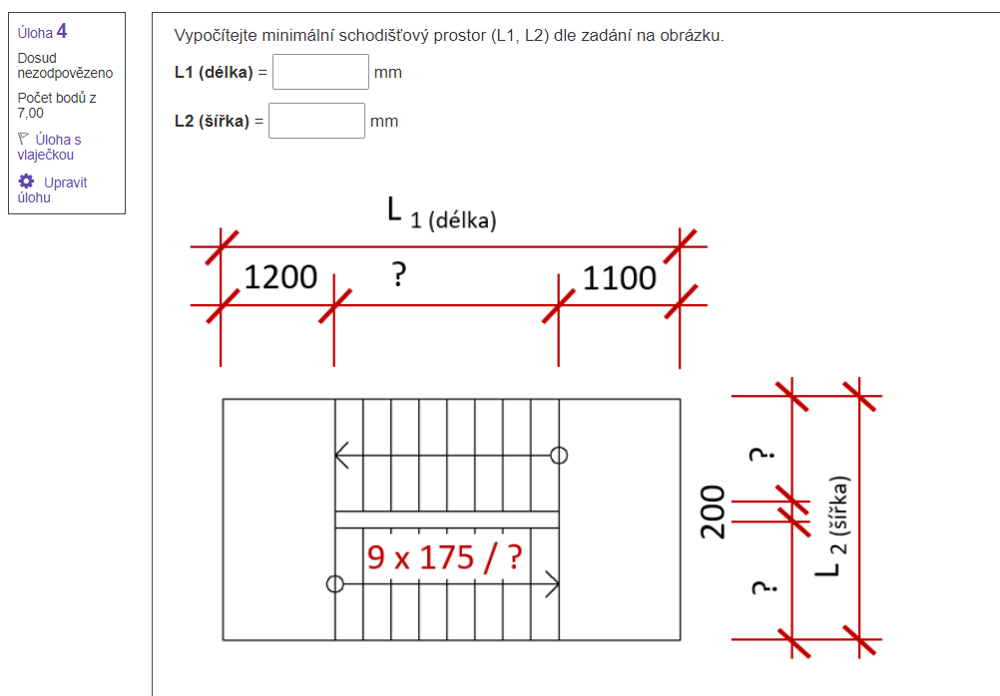 Úloha 4
Dosud
nezodpovězeno
Počet bodů z
7,00
Úloha s
vlaječkou
Upravit
úlohu
Vypočítejte minimální schodišťový prostor (L1, L2) dle zadání na obrázku.
L1 (délka) = mm
L2 (šířka) = mm
L 1 (délka)
1200 ? 1100
?
200
?
L 2 (šířka)
9 x 175 / ?